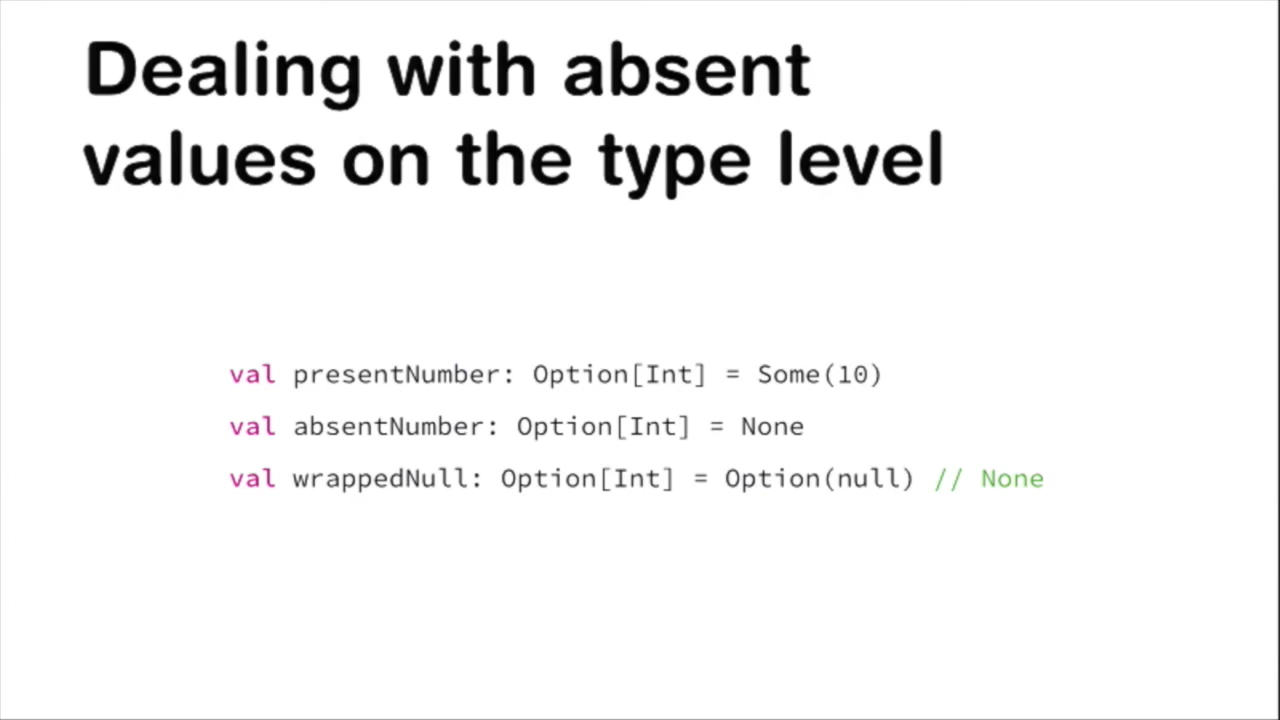 Dealing with absent
values on the type level
val presentNumber: Option[Int] = Some(10)
val absentNumber: Option[Int] = None
val wrappedNull: Option[Int] = Option(null) // None